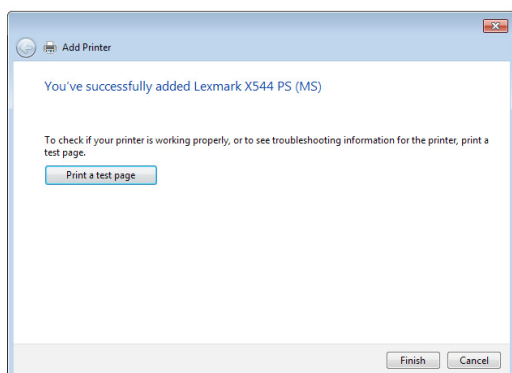 Add Printer
You've successfully added Lexmark X544 PS (MS)
To check if your printer is working properly, or to see troubleshooting information for the printer, print a
test page.
Print a test page
Finish
Cancel